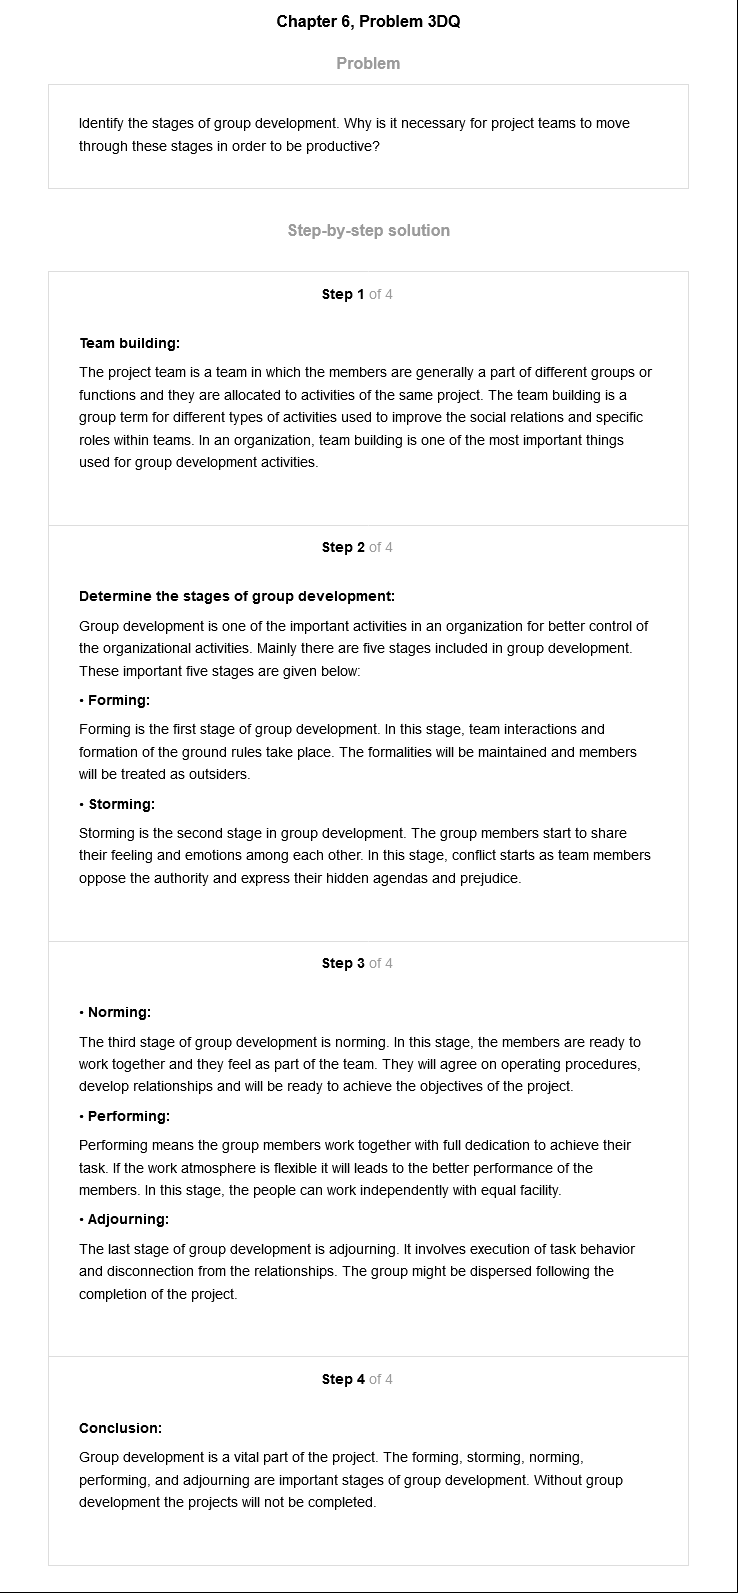 Chapter 6, Problem 3DQ
Problem
Identify the stages of group development. Why is it necessary for project teams to move
through these stages in order to be productive?
Step-by-step solution
Step 1 of 4
Team building:
The project team is a team in which the members are generally a part of different groups or
functions and they are allocated to activities of the same project. The team building is a
group term for different types of activities used to improve the social relations and specific
roles within teams. In an organization, team building is one of the most important things
used for group development activities.
Step 2 of 4
Determine the stages of group development:
Group development is one of the important activities in an organization for better control of
the organizational activities. Mainly there are five stages included in group development.
These important five stages are given below:
• Forming:
Forming is the first stage of group development. In this stage, team interactions and
formation of the ground rules take place. The formalities will be maintained and members
will be treated as outsiders.
• Storming:
Storming is the second stage in group development. The group members start to share
their feeling and emotions among each other. In this stage, conflict starts as team members
oppose the authority and express their hidden agendas and prejudice.
Step 3 of 4
• Norming:
The third stage of group development is norming. In this stage, the members are ready to
work together and they feel as part of the team. They will agree on operating procedures,
develop relationships and will be ready to achieve the objectives of the project.
• Performing:
Performing means the group members work together with full dedication to achieve their
task. If the work atmosphere is flexible it will leads to the better performance of the
members. In this stage, the people can work independently with equal facility.
• Adjourning:
The last stage of group development is adjourning. It involves execution of task behavior
and disconnection from the relationships. The group might be dispersed following the
completion of the project.
Step 4 of 4
Conclusion:
Group development is a vital part of the project. The forming, storming, norming,
performing, and adjourning are important stages of group development. Without group
development the projects will not be completed.